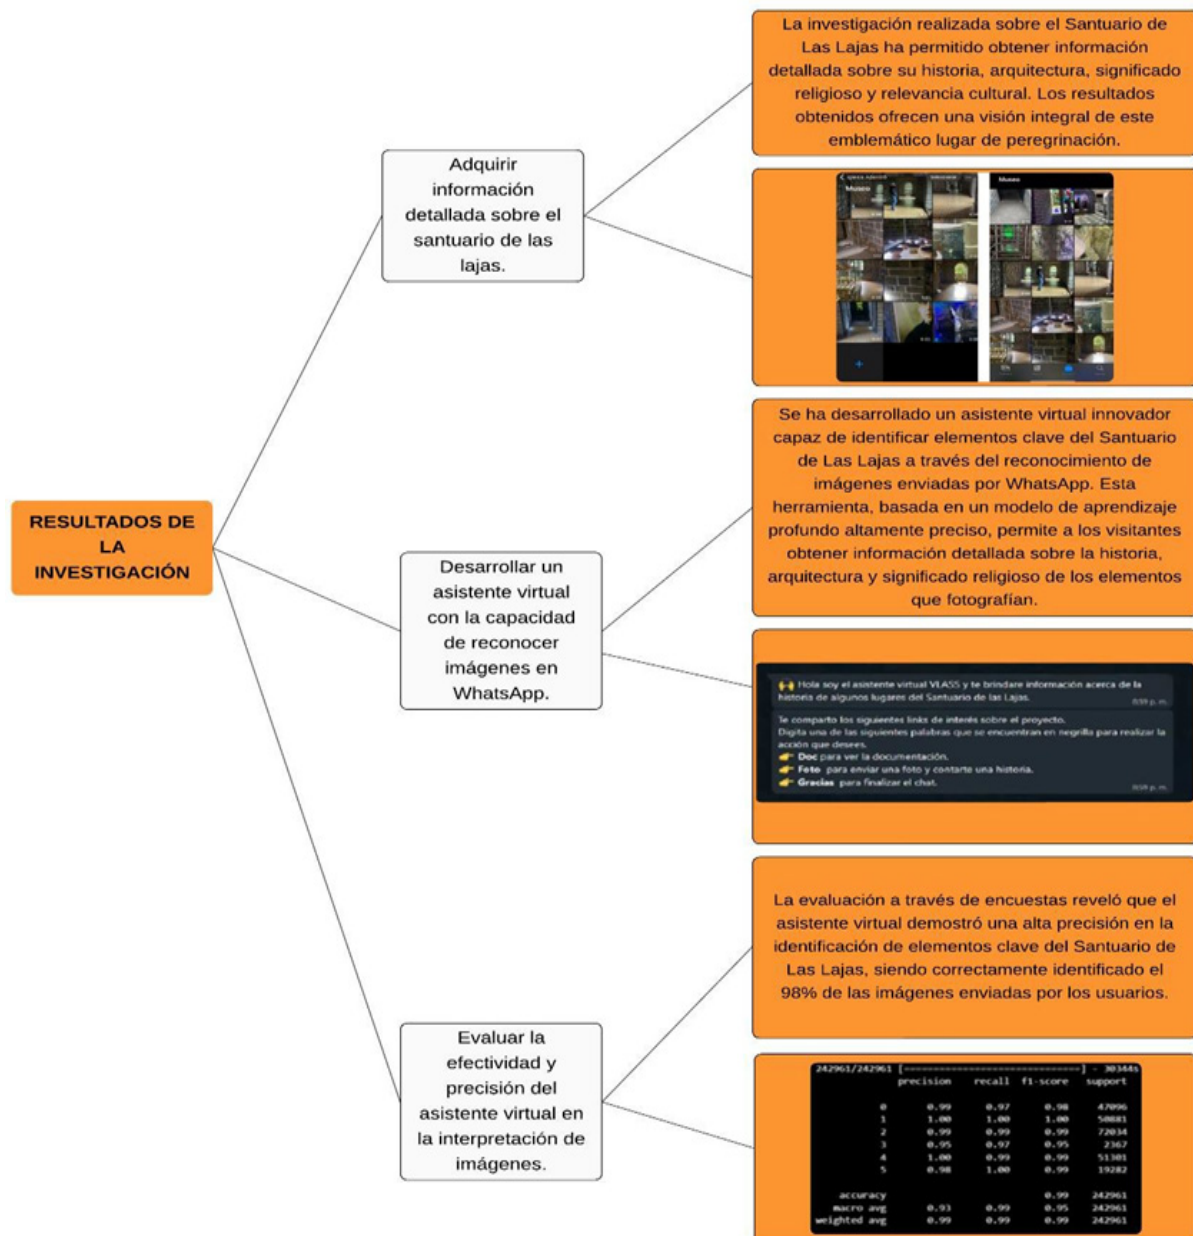 La investigación realizada sobre el Santuario de
Las Lajas ha permitido obtener información
detallada sobre su historia, arquitectura, significado
religioso y relevancia cultural. Los resultados
obtenidos ofrecen una visión integral de este
emblemático lugar de peregrinación.
Adquirir
información
detallada sobre el
santuario de las
lajas.
Museo
Museo
RESULTADOS DE
LA
INVESTIGACIÓN
Se ha desarrollado un asistente virtual innovador
capaz de identificar elementos clave del Santuario
de Las Lajas a través del reconocimiento de
imágenes enviadas por WhatsApp. Esta
herramienta, basada en un modelo de aprendizaje
profundo altamente preciso, permite a los visitantes
obtener información detallada sobre la historia,
arquitectura y significado religioso de los elementos
que fotografían.
Desarrollar un
asistente virtual
con la capacidad
de reconocer
imágenes en
WhatsApp.
Hola soy el asistente virtual VLASS y te brindare información acerca de la
historia de algunos lugares del Santuario de las Lajas.
8:59 p. m.
Te comparto los siguientes links de interés sobre el proyecto.
Digita una de las siguientes palabras que se encuentran en negrilla para realizar la
acción que desees.
Doc para ver la documentación.
Foto para enviar una foto y contarte una historia.
Gracias para finalizar el chat.
8:59 p. m.
La evaluación a través de encuestas reveló que el
asistente virtual demostró una alta precisión en la
identificación de elementos clave del Santuario de
Las Lajas, siendo correctamente identificado el
98% de las imágenes enviadas por los usuarios.
Evaluar la
efectividad y
precisión del
asistente virtual en
la interpretación de
imágenes.
242961/242961 [==============================] - 30344s
precision recall f1-score support
0 0.99 0.97 0.98 47096
1 1.00 1.00 1.00 50881
2 0.99 0.99 0.99 72034
3 0.95 0.97 0.95 2367
4 1.00 0.99 0.99 51301
5 0.98 1.00 0.99 19282
accuracy 0.99 242961
macro avg 0.93 0.99 0.95 242961
weighted avg 0.99 0.99 0.99 242961